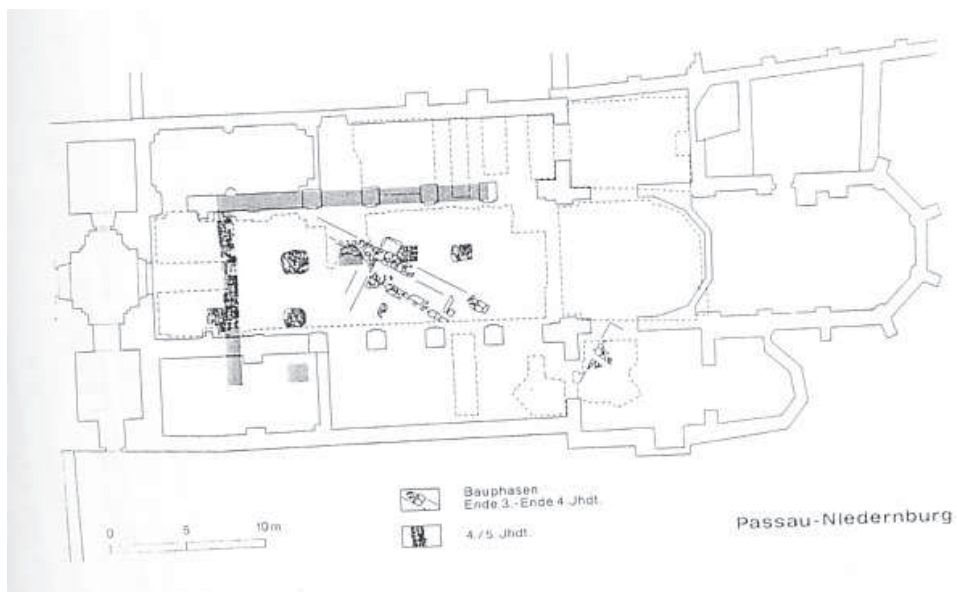 Bauphasen
Ende 3.-Ende 4. Jhdt.
4./5. Jhdt.
0 5 10m
Passau-Niedernburg